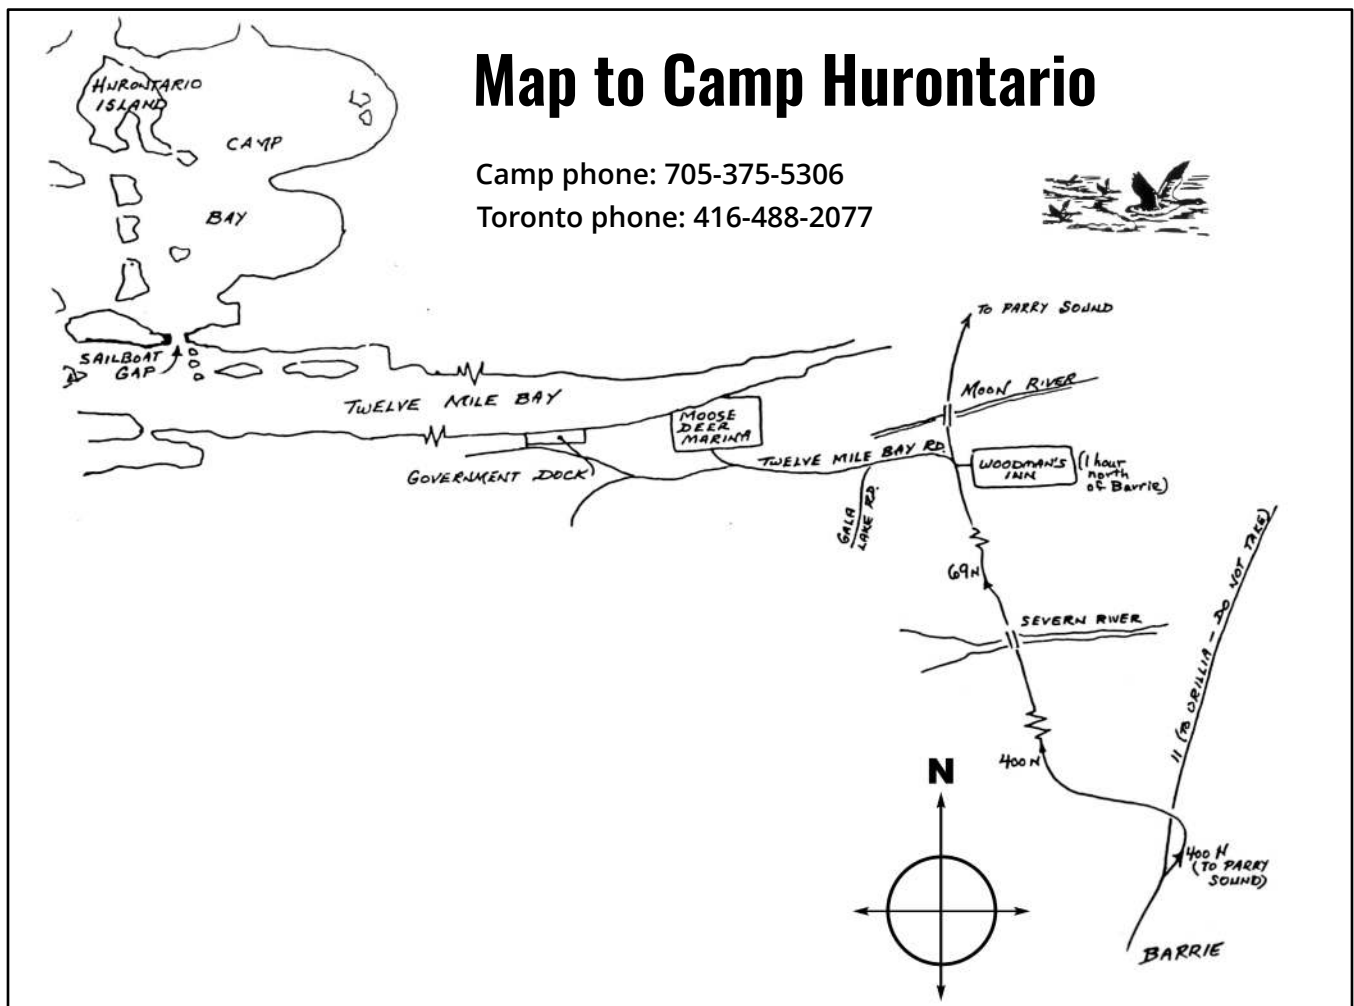 Map to Camp Hurontario
Camp phone: 705-375-5306
Toronto phone: 416-488-2077
HURONTARIO
ISLAND
CAMP
BAY
SAILBOAT
GAP
TWELVE MILE BAY
GOVERNMENT DOCK
MOOSE
DEER
MARINA
TWELVE MILE BAY RD.
GALA
LAKE RD.
TO PARRY SOUND
MOON RIVER
WOODMAN'S
INN
(1 hour
north
of Barrie)
69N
SEVERN RIVER
11 (TO ORILLIA - DO NOT TAKE)
400 N
N
400 N
(TO PARRY
SOUND)
BARRIE